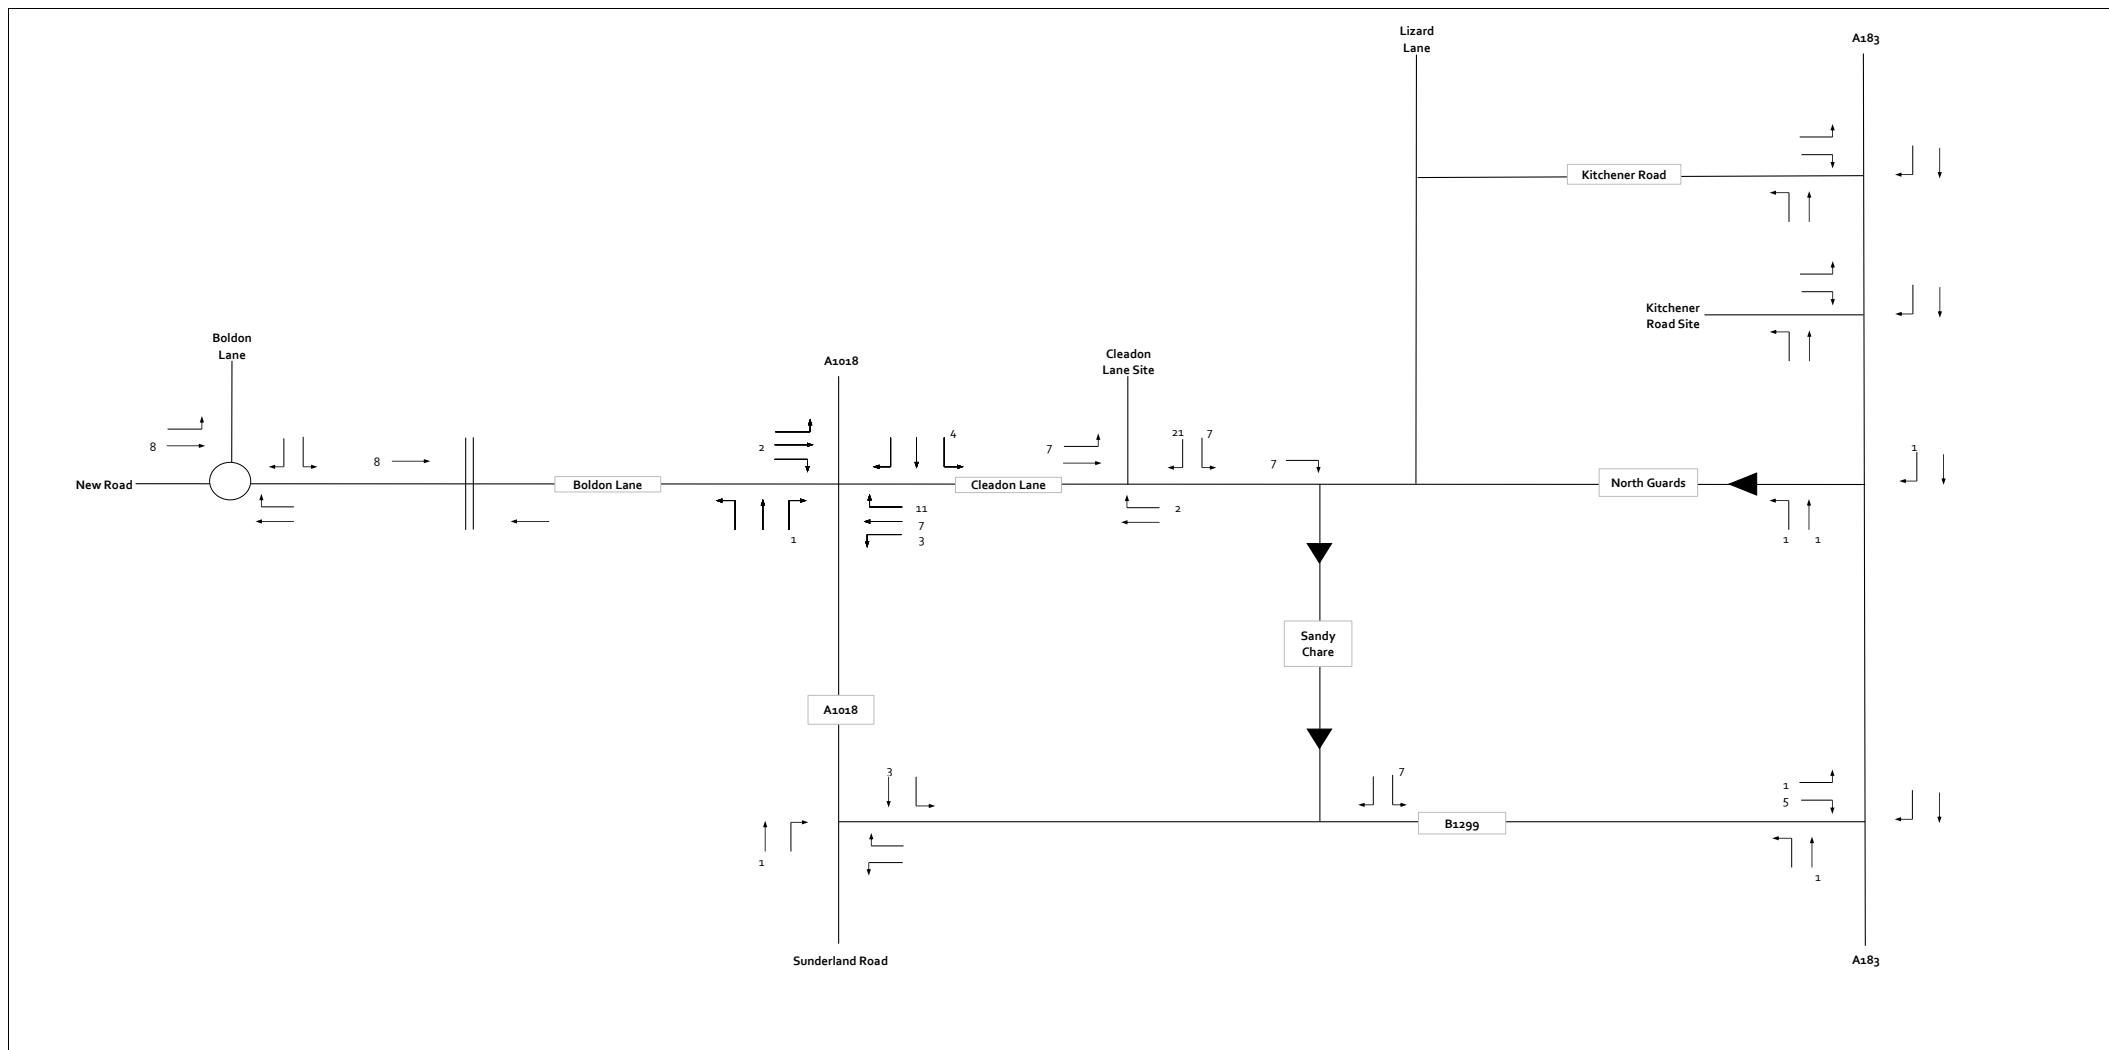 Lizard
Lane
A183
Kitchener Road
Kitchener
Road Site
Boldon
Lane
A1018
Cleadon
Lane Site
8
8
2
4
7
21
7
7
1
New Road
Boldon Lane
Cleadon Lane
North Guards
11
7
3
2
1
1
1
Sandy
Chare
A1018
3
7
1
5
B1299
1
1
Sunderland Road
A183